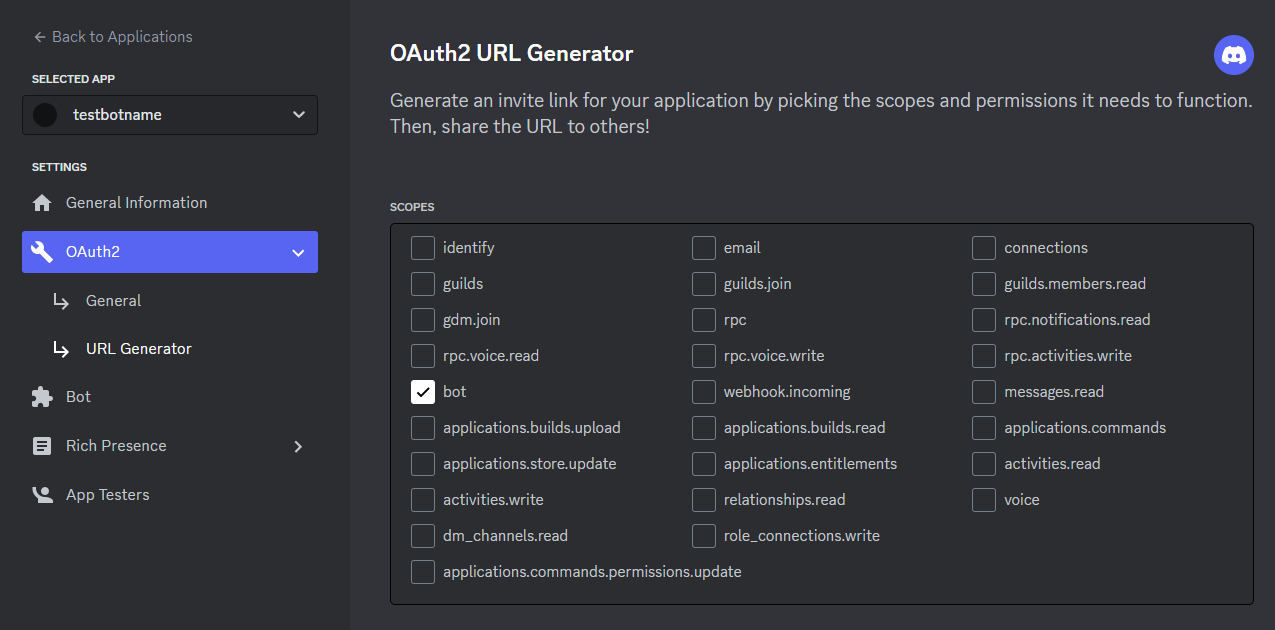 Back to Applications
SELECTED APP
testbotname
SETTINGS
General Information
OAuth2
General
URL Generator
Bot
Rich Presence
App Testers
OAuth2 URL Generator
Generate an invite link for your application by picking the scopes and permissions it needs to function.
Then, share the URL to others!
SCOPES
identify email connections
guilds guilds.join guilds.members.read
gdm.join rpc rpc.notifications.read
rpc.voice.read rpc.voice.write rpc.activities.write
bot webhook.incoming messages.read
applications.builds.upload applications.builds.read applications.commands
applications.store.update applications.entitlements activities.read
activities.write relationships.read voice
dm_channels.read role_connections.write
applications.commands.permissions.update